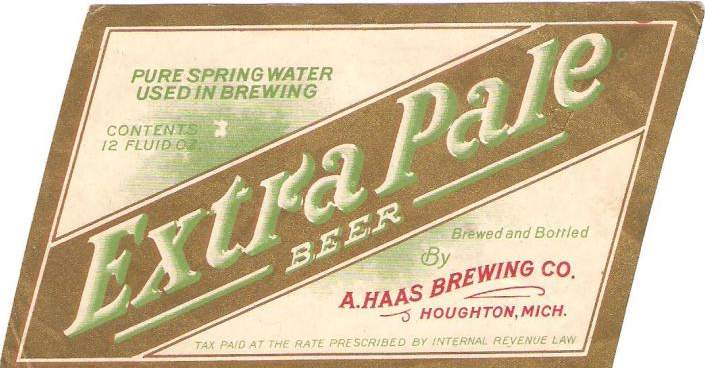 PURE SPRING WATER
USED IN BREWING
CONTENTS
12 FLUID OZ.
Extra Pale
BEER
Brewed and Bottled
By
A. HAAS BREWING CO.
HOUGHTON, MICH.
TAX PAID AT THE RATE PRESCRIBED BY INTERNAL REVENUE LAW